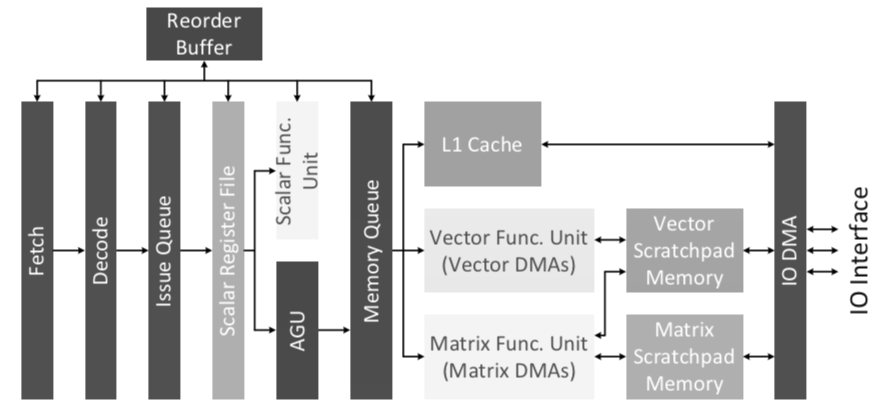 Reorder
Buffer
Fetch
Decode
Issue Queue
Scalar Register File
Scalar Func.
Unit
AGU
Memory Queue
L1 Cache
Vector Func. Unit
(Vector DMAs)
Matrix Func. Unit
(Matrix DMAs)
Vector
Scratchpad
Memory
Matrix
Scratchpad
Memory
IO DMA
IO Interface